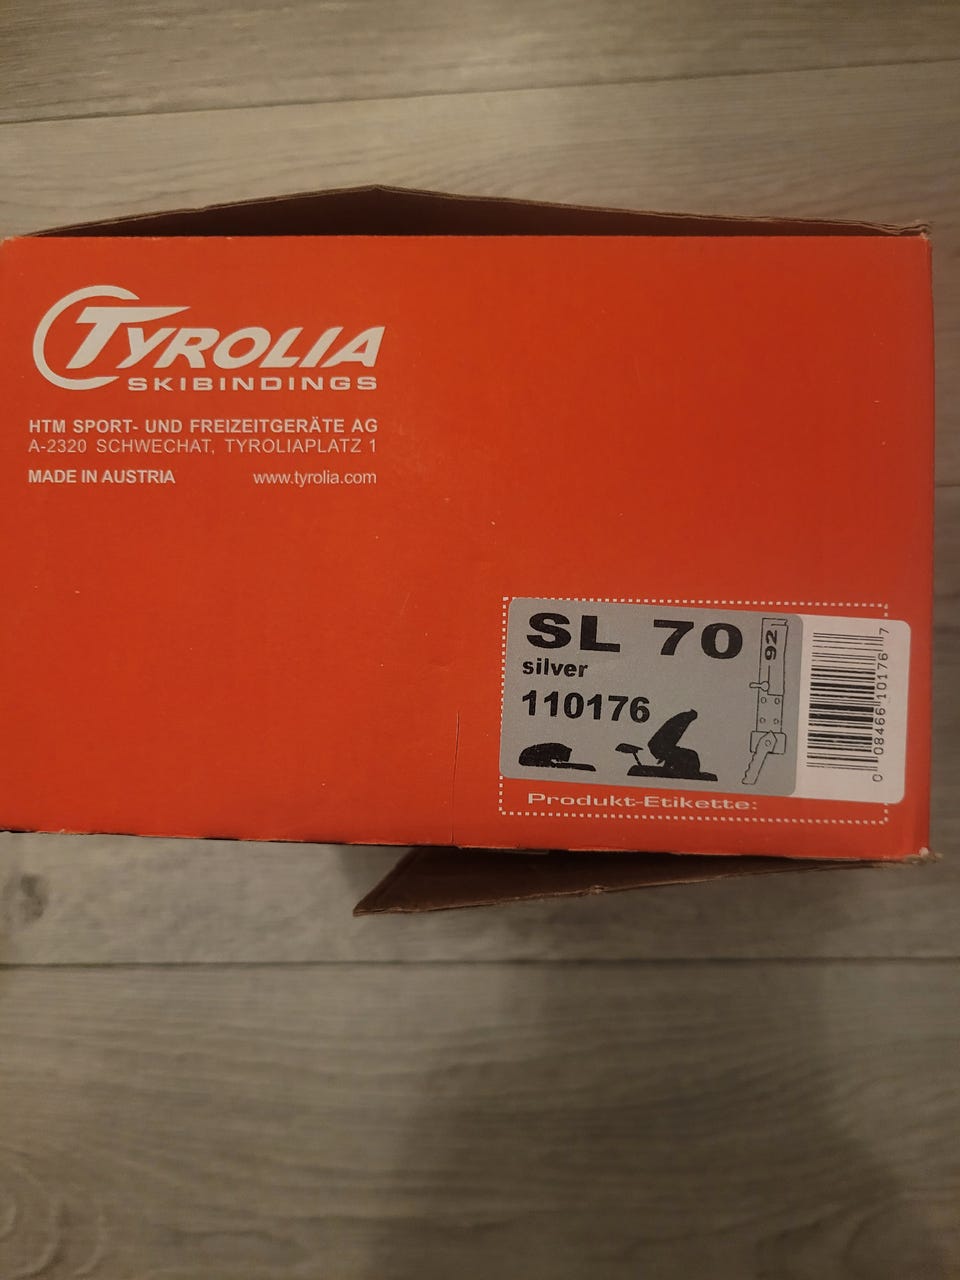 TYROLIA
SKIBINDINGS
HTM SPORT- UND FREIZEITGERÄTE AG
A-2320 SCHWECHAT, TYROLIAPLATZ 1
MADE IN AUSTRIA www.tyrolia.com
SL 70
silver
110176
92
0 08466 10176 7
Produkt-Etikette: